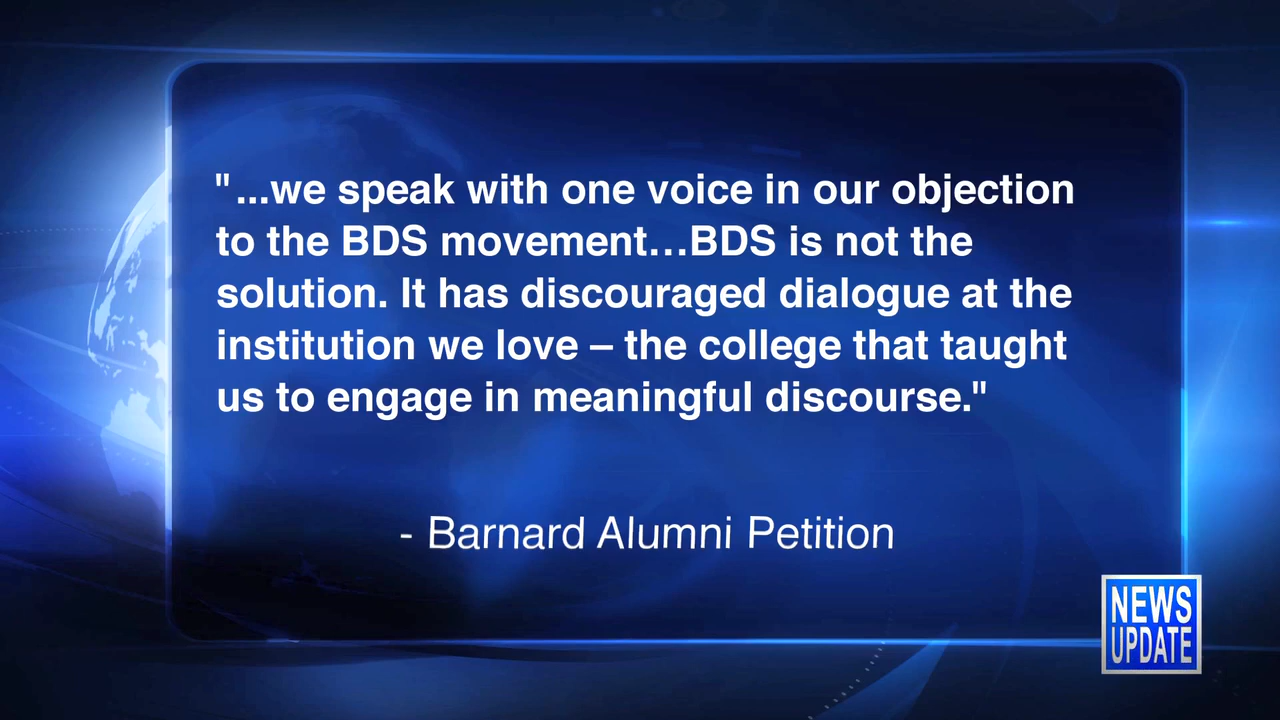 "...we speak with one voice in our objection
to the BDS movement...BDS is not the
solution. It has discouraged dialogue at the
institution we love – the college that taught
us to engage in meaningful discourse."
- Barnard Alumni Petition
NEWS
UPDATE